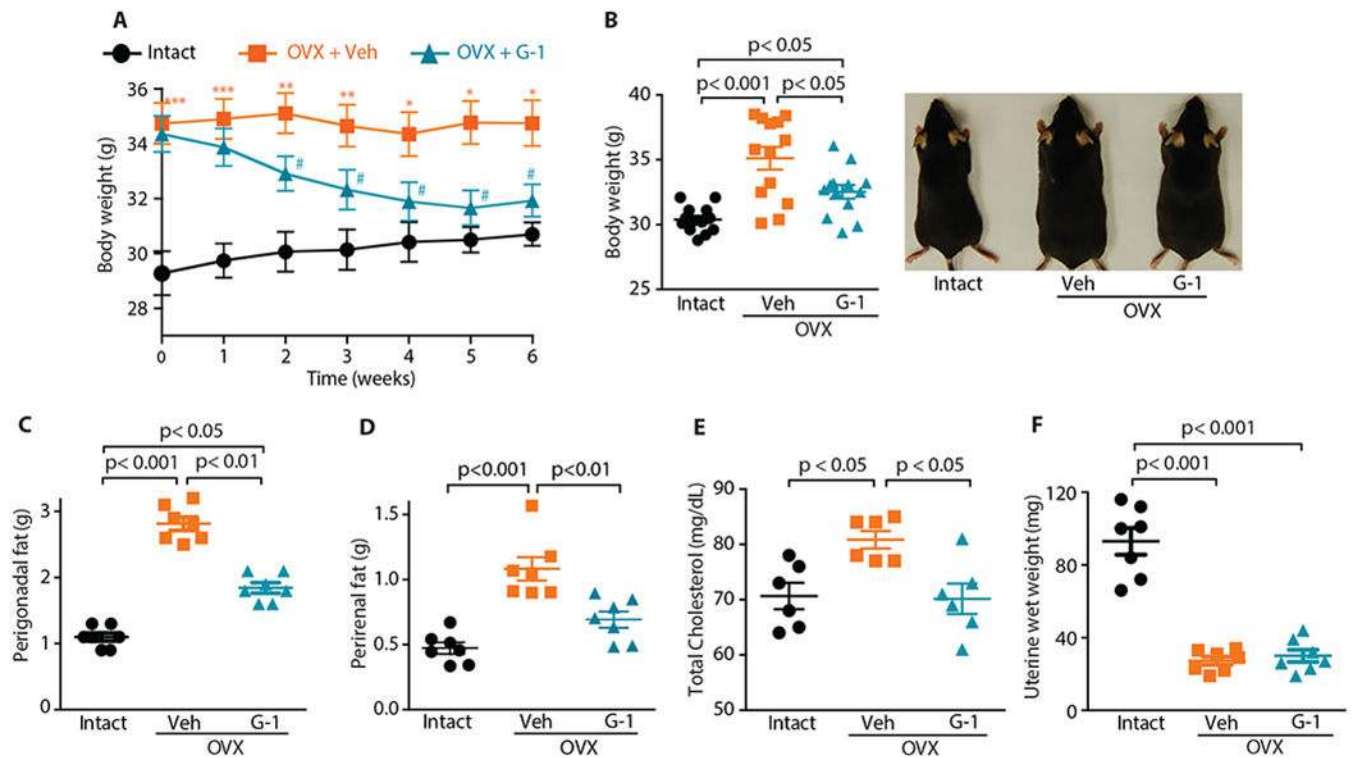 A
Intact
OVX + Veh
OVX + G-1
Body weight (g)
36
34
32
30
28
***
***
**
**
*
*
*
#
#
#
#
#
0 1 2 3 4 5 6
Time (weeks)
B
p< 0.05
p< 0.001 p< 0.05
Body weight (g)
40
35
30
25
Intact Veh G-1
OVX
Intact Veh G-1
OVX
C
p< 0.05
p< 0.001 p< 0.01
Perigonadal fat (g)
3
2
1
0
Intact Veh G-1
OVX
D
p<0.001 p<0.01
Perirenal fat (g)
1.5
1.0
0.5
0.0
Intact Veh G-1
OVX
E
p< 0.05 p< 0.05
Total Cholesterol (mg/dL)
90
80
70
60
50
Intact Veh G-1
OVX
F
p< 0.001
p< 0.001
Uterine wet weight (mg)
120
80
40
0
Intact Veh G-1
OVX